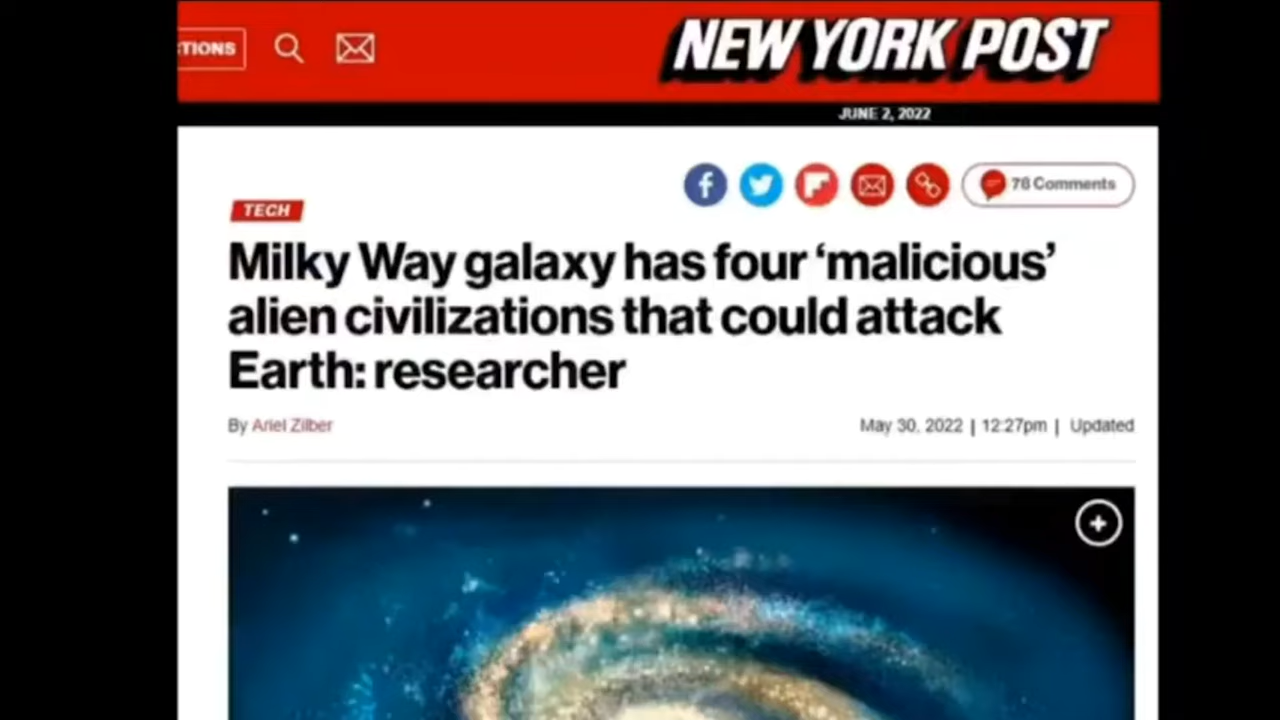 CTIONS
NEW YORK POST
JUNE 2, 2022
78 Comments
TECH
Milky Way galaxy has four ‘malicious’
alien civilizations that could attack
Earth: researcher
By Ariel Zilber
May 30, 2022 | 12:27pm | Updated